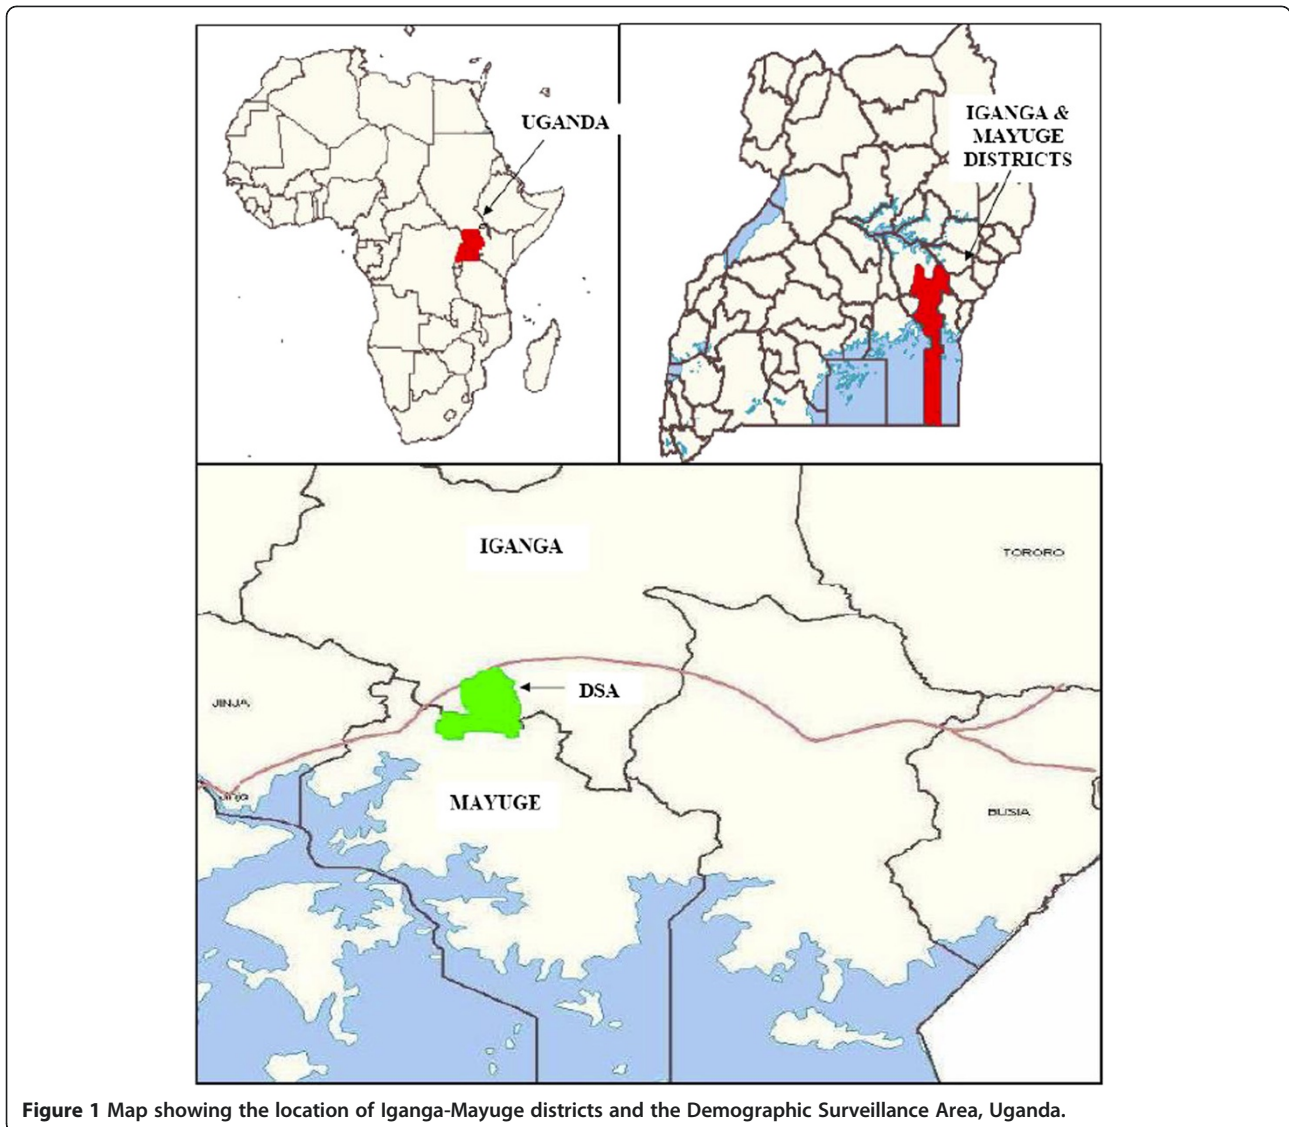 UGANDA
IGANGA &
MAYUGE
DISTRICTS
IGANGA
TORORO
DSA
JINJA
MAYUGE
BUSIA
Figure 1 Map showing the location of Iganga-Mayuge districts and the Demographic Surveillance Area, Uganda.